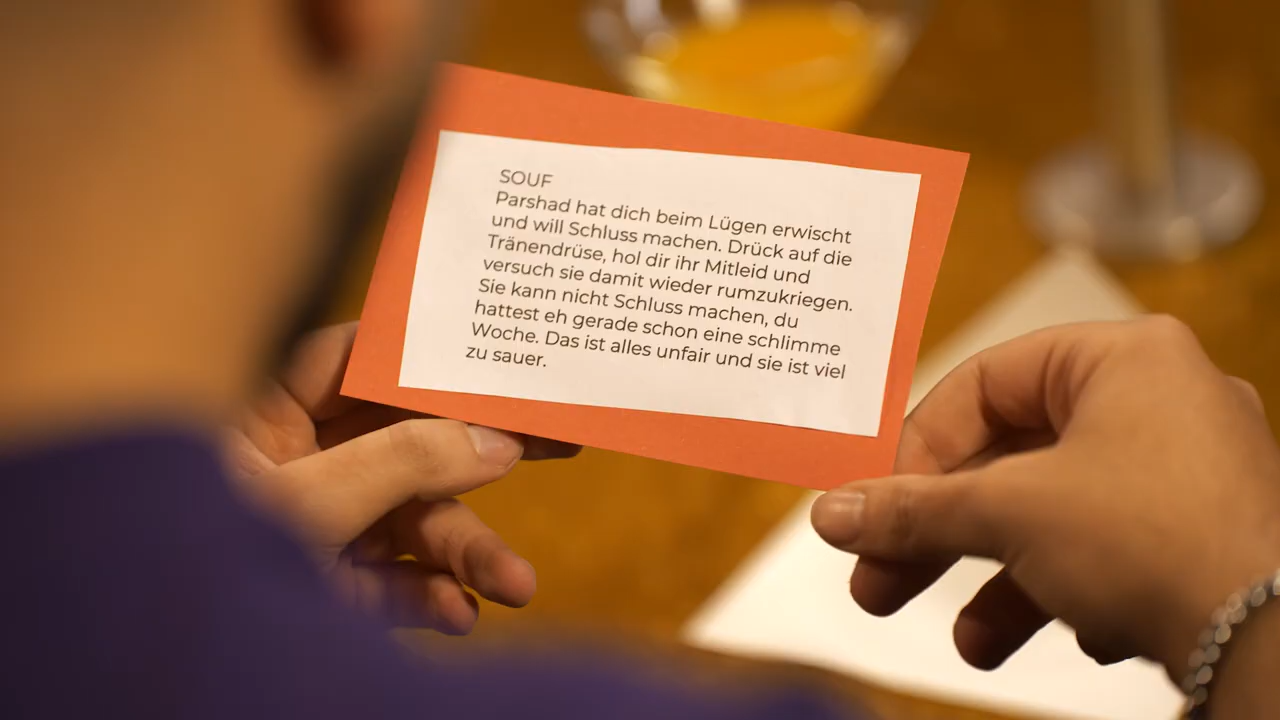 SOUF
Parshad hat dich beim Lügen erwischt
und will Schluss machen. Drück auf die
Tränendrüse, hol dir ihr Mitleid und
versuch sie damit wieder rumzukriegen.
Sie kann nicht Schluss machen, du
hattest eh gerade schon eine schlimme
Woche. Das ist alles unfair und sie ist viel
zu sauer.